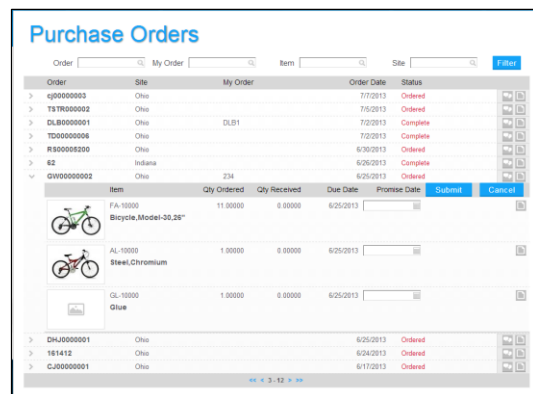 Purchase Orders
Order My Order Item Site Filter
Order Site My Order Order Date Status
cj00000003 Ohio 7/7/2013 Ordered
TSTR000002 Ohio 7/5/2013 Ordered
DLB0000001 Ohio DLB1 7/2/2013 Complete
TD00000006 Ohio 7/2/2013 Complete
RS00005200 Ohio 6/30/2013 Ordered
62 Indiana 6/26/2013 Complete
GW00000002 Ohio 234 6/25/2013 Ordered
Item Qty Ordered Qty Received Due Date Promise Date Submit Cancel
FA-10000 11.00000 0.00000 6/25/2013
Bicycle,Model-30,26"
AL-10000 1.00000 0.00000 6/25/2013
Steel,Chromium
GL-10000 1.00000 0.00000 6/25/2013
Glue
DHJ0000001 Ohio 6/25/2013 Ordered
161412 Ohio 6/24/2013 Ordered
CJ00000001 Ohio 6/17/2013 Ordered
<< < 3 - 12 > >>